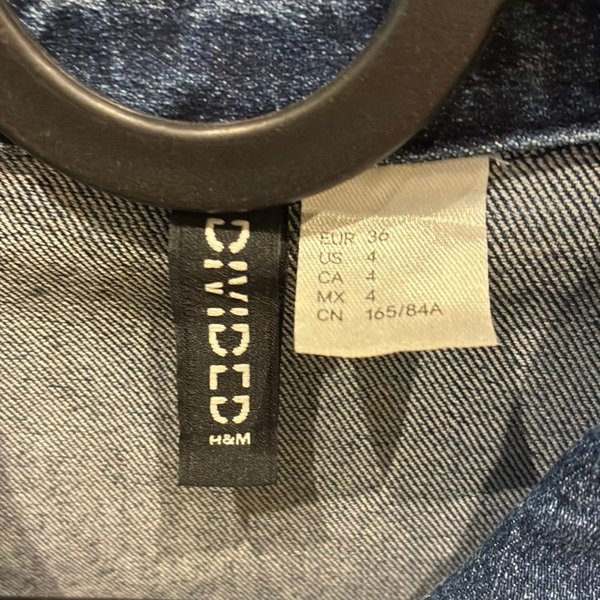 DIVIDED
H&M
EUR 36
US 4
CA 4
MX 4
CN 165/84A